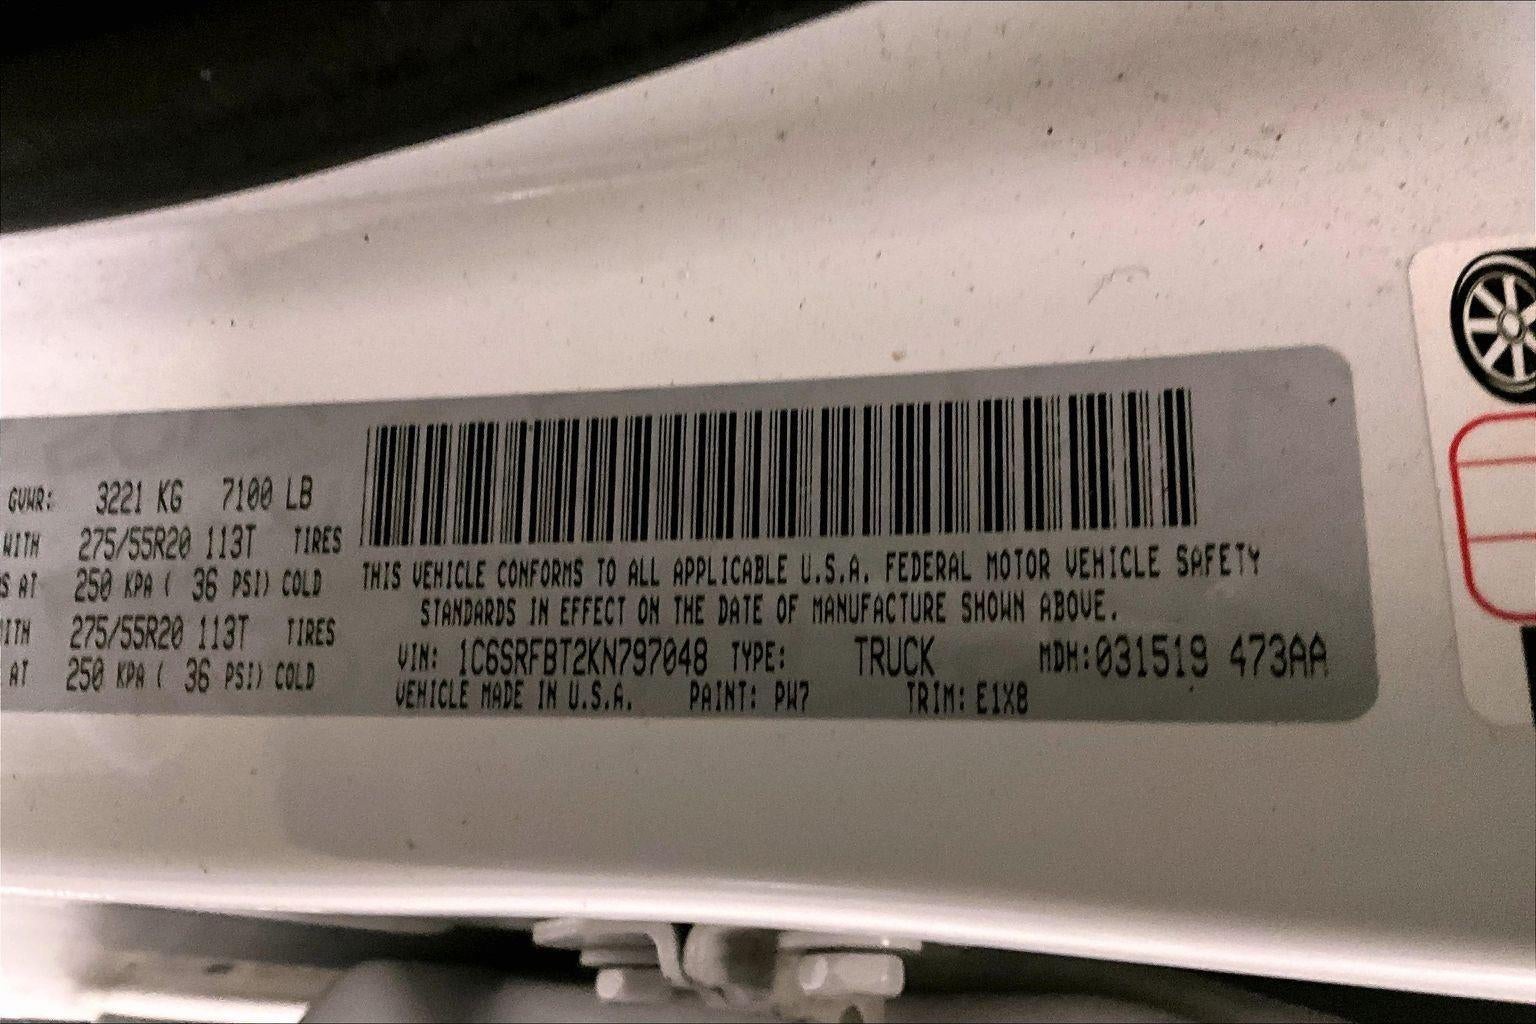 GVWR: 3221 KG 7100 LB
WITH 275/55R20 113T TIRES
S AT 250 KPA ( 36 PSI) COLD
WITH 275/55R20 113T TIRES
AT 250 KPA ( 36 PSI) COLD
THIS VEHICLE CONFORMS TO ALL APPLICABLE U.S.A. FEDERAL MOTOR VEHICLE SAFETY
STANDARDS IN EFFECT ON THE DATE OF MANUFACTURE SHOWN ABOVE.
VIN: 1C6SRFBT2KN797048 TYPE: TRUCK MDH:031519 473AA
VEHICLE MADE IN U.S.A. PAINT: PW7 TRIM: E1X8